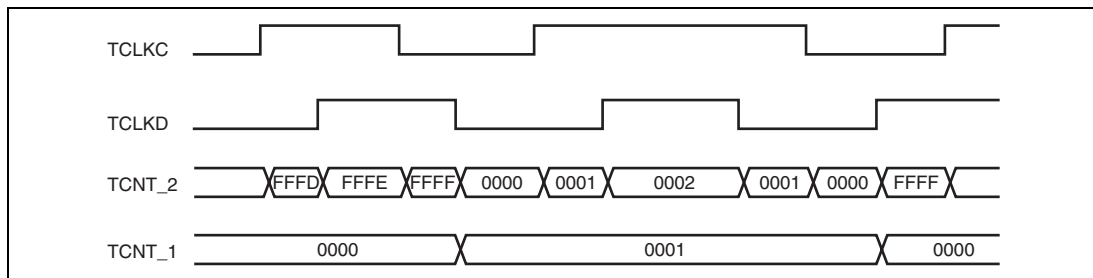 TCLKC
TCLKD
TCNT_2 FFFD FFFE FFFF 0000 0001 0002 0001 0000 FFFF
TCNT_1 0000 0001 0000